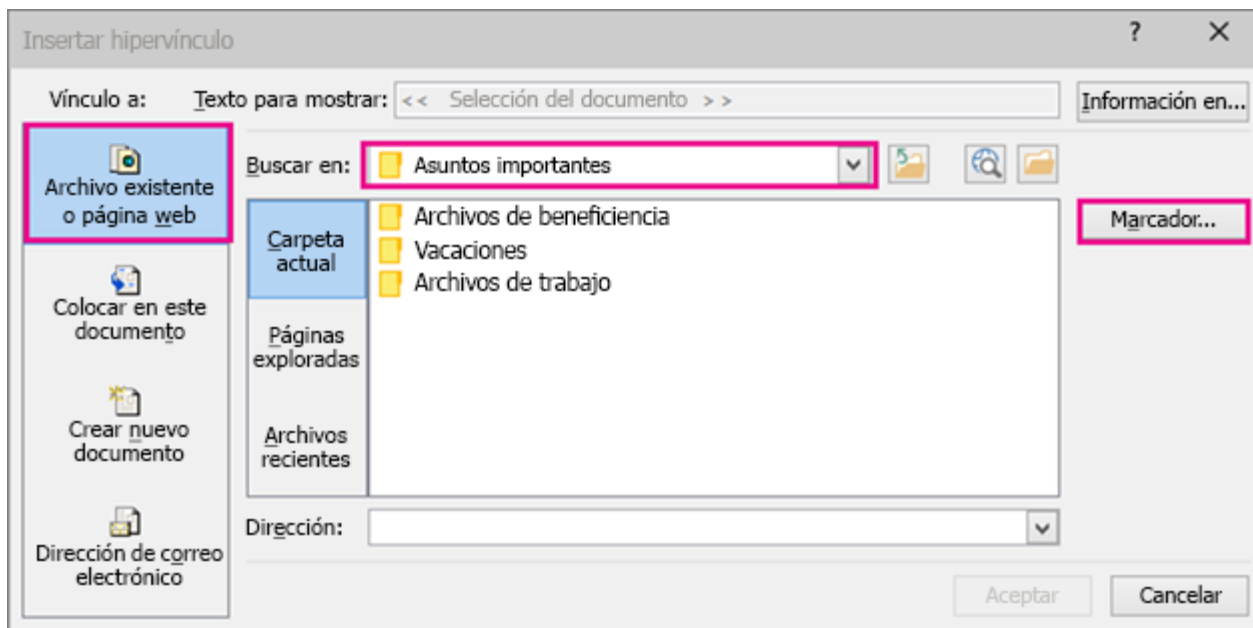 Insertar hipervínculo
?
Vínculo a:
Texto para mostrar:
<< Selección del documento >>
Información en...
Archivo existente
o página web
Buscar en:
Asuntos importantes
Carpeta
actual
Archivos de beneficiencia
Vacaciones
Archivos de trabajo
Marcador...
Colocar en este
documento
Páginas
exploradas
Crear nuevo
documento
Archivos
recientes
Dirección de correo
electrónico
Dirección:
Aceptar
Cancelar